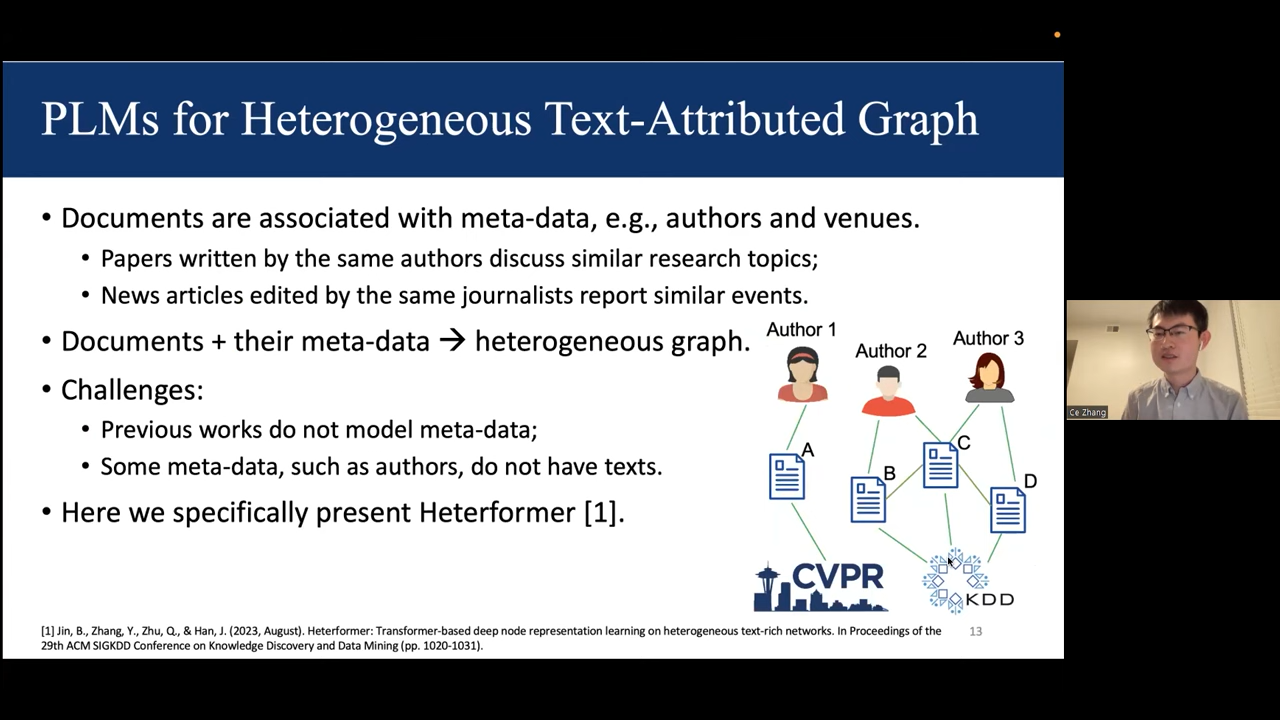 PLMs for Heterogeneous Text-Attributed Graph
• Documents are associated with meta-data, e.g., authors and venues.
• Papers written by the same authors discuss similar research topics;
• News articles edited by the same journalists report similar events.
• Documents + their meta-data → heterogeneous graph.
• Challenges:
• Previous works do not model meta-data;
• Some meta-data, such as authors, do not have texts.
• Here we specifically present Heterformer [1].
Author 1
Author 2
Author 3
A
B
C
D
CVPR
KDD
[1] Jin, B., Zhang, Y., Zhu, Q., & Han, J. (2023, August). Heterformer: Transformer-based deep node representation learning on heterogeneous text-rich networks. In Proceedings of the
29th ACM SIGKDD Conference on Knowledge Discovery and Data Mining (pp. 1020-1031).
13
Ce Zhang